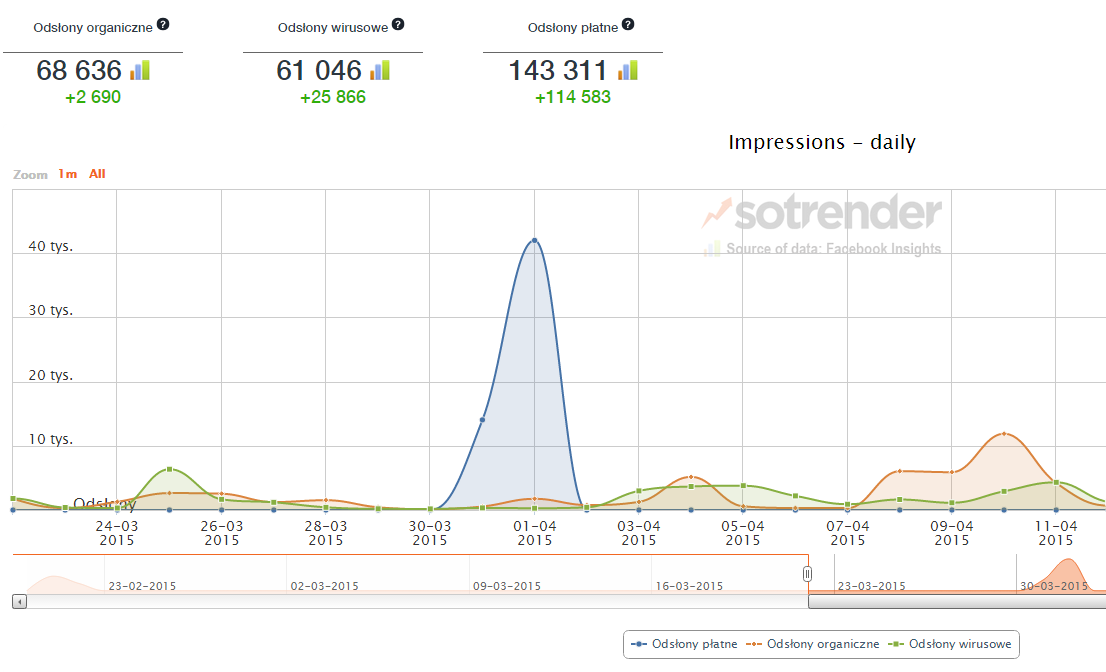 Odsłony organiczne ?
Odsłony wirusowe ?
Odsłony płatne ?
68 636
61 046
143 311
+2 690
+25 866
+114 583
Impressions – daily
Zoom 1m All
sotrender
Source of data: Facebook Insights
40 tys.
30 tys.
20 tys.
10 tys.
Odsłony
24-03 26-03 28-03 30-03 01-04 03-04 05-04 07-04 09-04 11-04
2015 2015 2015 2015 2015 2015 2015 2015 2015 2015
23-02-2015 02-03-2015 09-03-2015 16-03-2015 23-03-2015 30-03-2015
Odsłony płatne Odsłony organiczne Odsłony wirusowe